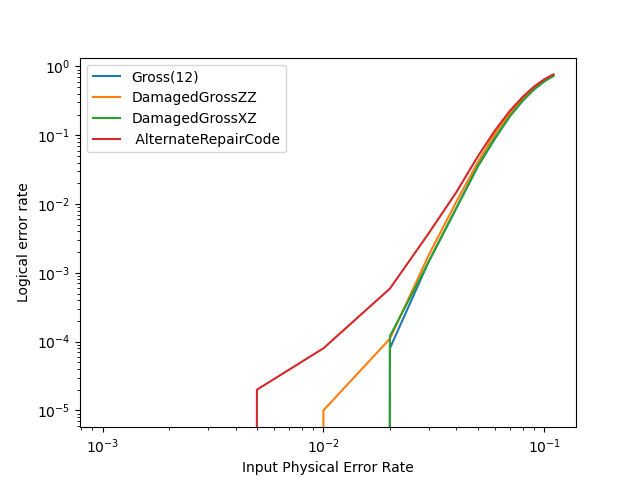 Gross(12)
DamagedGrossZZ
DamagedGrossXZ
AlternateRepairCode
Logical error rate
10⁰
10⁻¹
10⁻²
10⁻³
10⁻⁴
10⁻⁵
10⁻³ 10⁻² 10⁻¹
Input Physical Error Rate